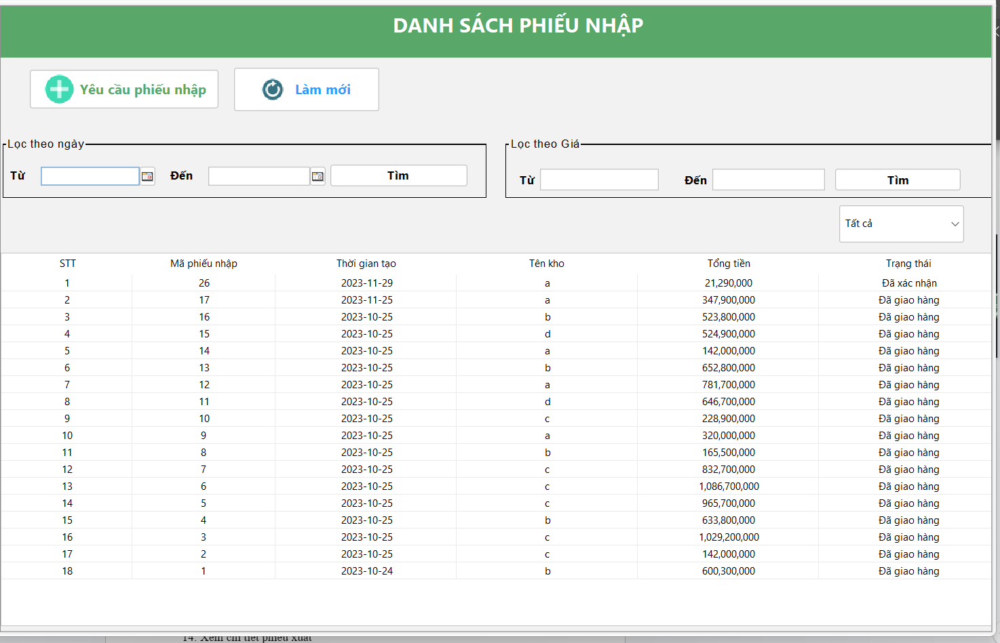 DANH SÁCH PHIẾU NHẬP
Yêu cầu phiếu nhập Làm mới
Lọc theo ngày Lọc theo Giá
Từ Đến Tìm Từ Đến Tìm
Tất cả
STT Mã phiếu nhập Thời gian tạo Tên kho Tổng tiền Trạng thái
1 26 2023-11-29 a 21,290,000 Đã xác nhận
2 17 2023-11-25 a 347,900,000 Đã giao hàng
3 16 2023-10-25 b 523,800,000 Đã giao hàng
4 15 2023-10-25 d 524,900,000 Đã giao hàng
5 14 2023-10-25 a 142,000,000 Đã giao hàng
6 13 2023-10-25 b 652,800,000 Đã giao hàng
7 12 2023-10-25 a 781,700,000 Đã giao hàng
8 11 2023-10-25 d 646,700,000 Đã giao hàng
9 10 2023-10-25 c 228,900,000 Đã giao hàng
10 9 2023-10-25 a 320,000,000 Đã giao hàng
11 8 2023-10-25 b 165,500,000 Đã giao hàng
12 7 2023-10-25 c 832,700,000 Đã giao hàng
13 6 2023-10-25 c 1,086,700,000 Đã giao hàng
14 5 2023-10-25 c 965,700,000 Đã giao hàng
15 4 2023-10-25 b 633,800,000 Đã giao hàng
16 3 2023-10-25 c 1,029,200,000 Đã giao hàng
17 2 2023-10-25 c 142,000,000 Đã giao hàng
18 1 2023-10-24 b 600,300,000 Đã giao hàng
14. Xem chi tiết phiếu xuất